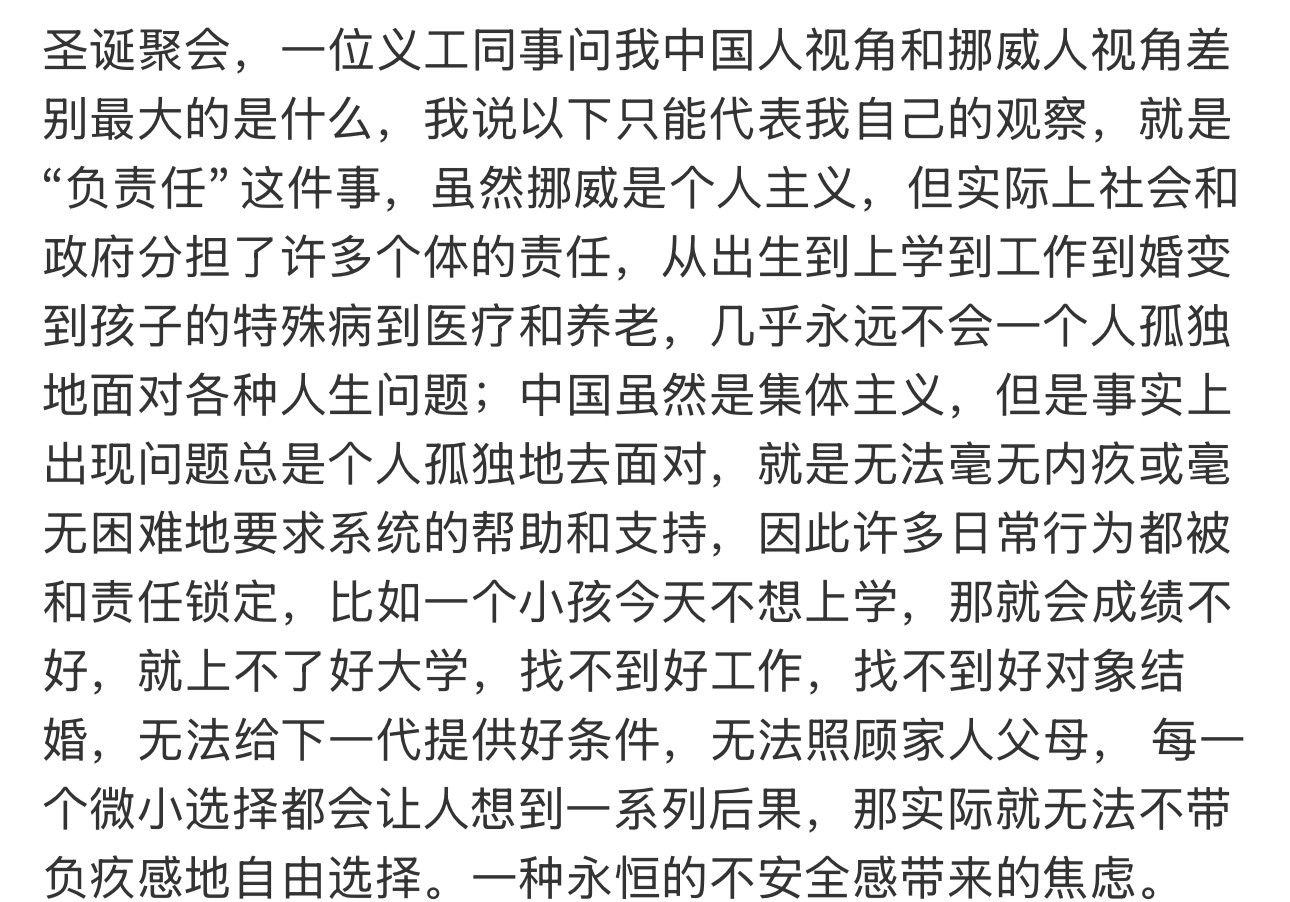 圣诞聚会，一位义工同事问我中国人视角和挪威人视角差
别最大的是什么，我说以下只能代表我自己的观察，就是
“负责任” 这件事，虽然挪威是个人主义，但实际上社会和
政府分担了许多个体的责任，从出生到上学到工作到婚变
到孩子的特殊病到医疗和养老，几乎永远不会一个人孤独
地面对各种人生问题；中国虽然是集体主义，但是事实上
出现问题总是个人孤独地去面对，就是无法毫无内疚或毫
无困难地要求系统的帮助和支持，因此许多日常行为都被
和责任锁定，比如一个小孩今天不想上学，那就会成绩不
好，就上不了好大学，找不到好工作，找不到好对象结
婚，无法给下一代提供好条件，无法照顾家人父母， 每一
个微小选择都会让人想到一系列后果，那实际就无法不带
负疚感地自由选择。一种永恒的不安全感带来的焦虑。